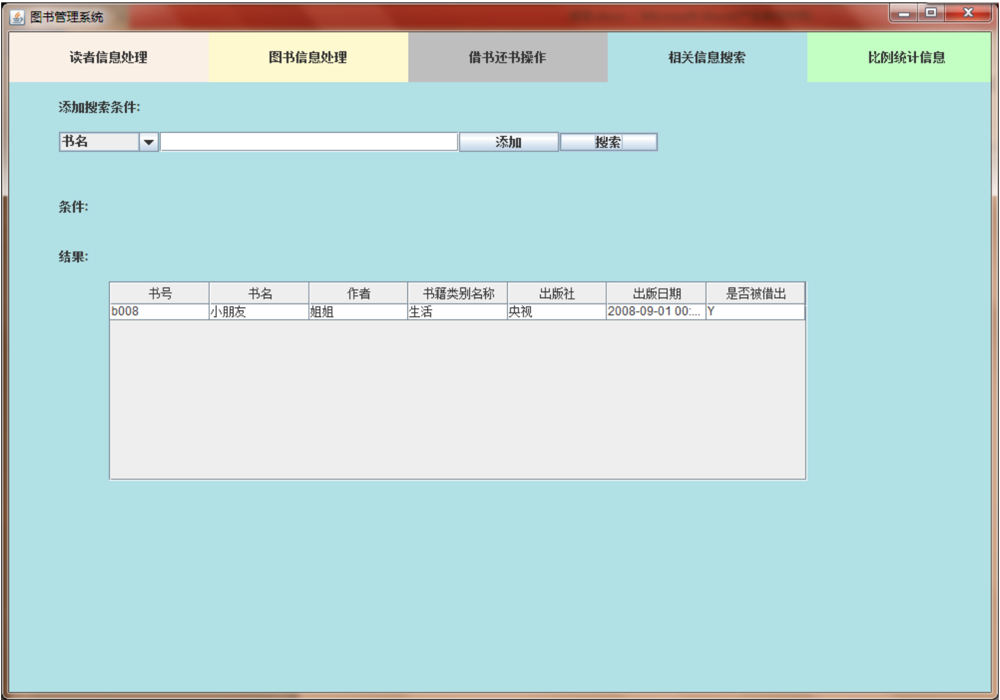 图书管理系统
读者信息处理 图书信息处理 借书还书操作 相关信息搜索 比例统计信息
添加搜索条件:
书名 添加 搜索
条件:
结果:
书号 书名 作者 书籍类别名称 出版社 出版日期 是否被借出
b008 小朋友 姐姐 生活 央视 2008-09-01 00:... Y